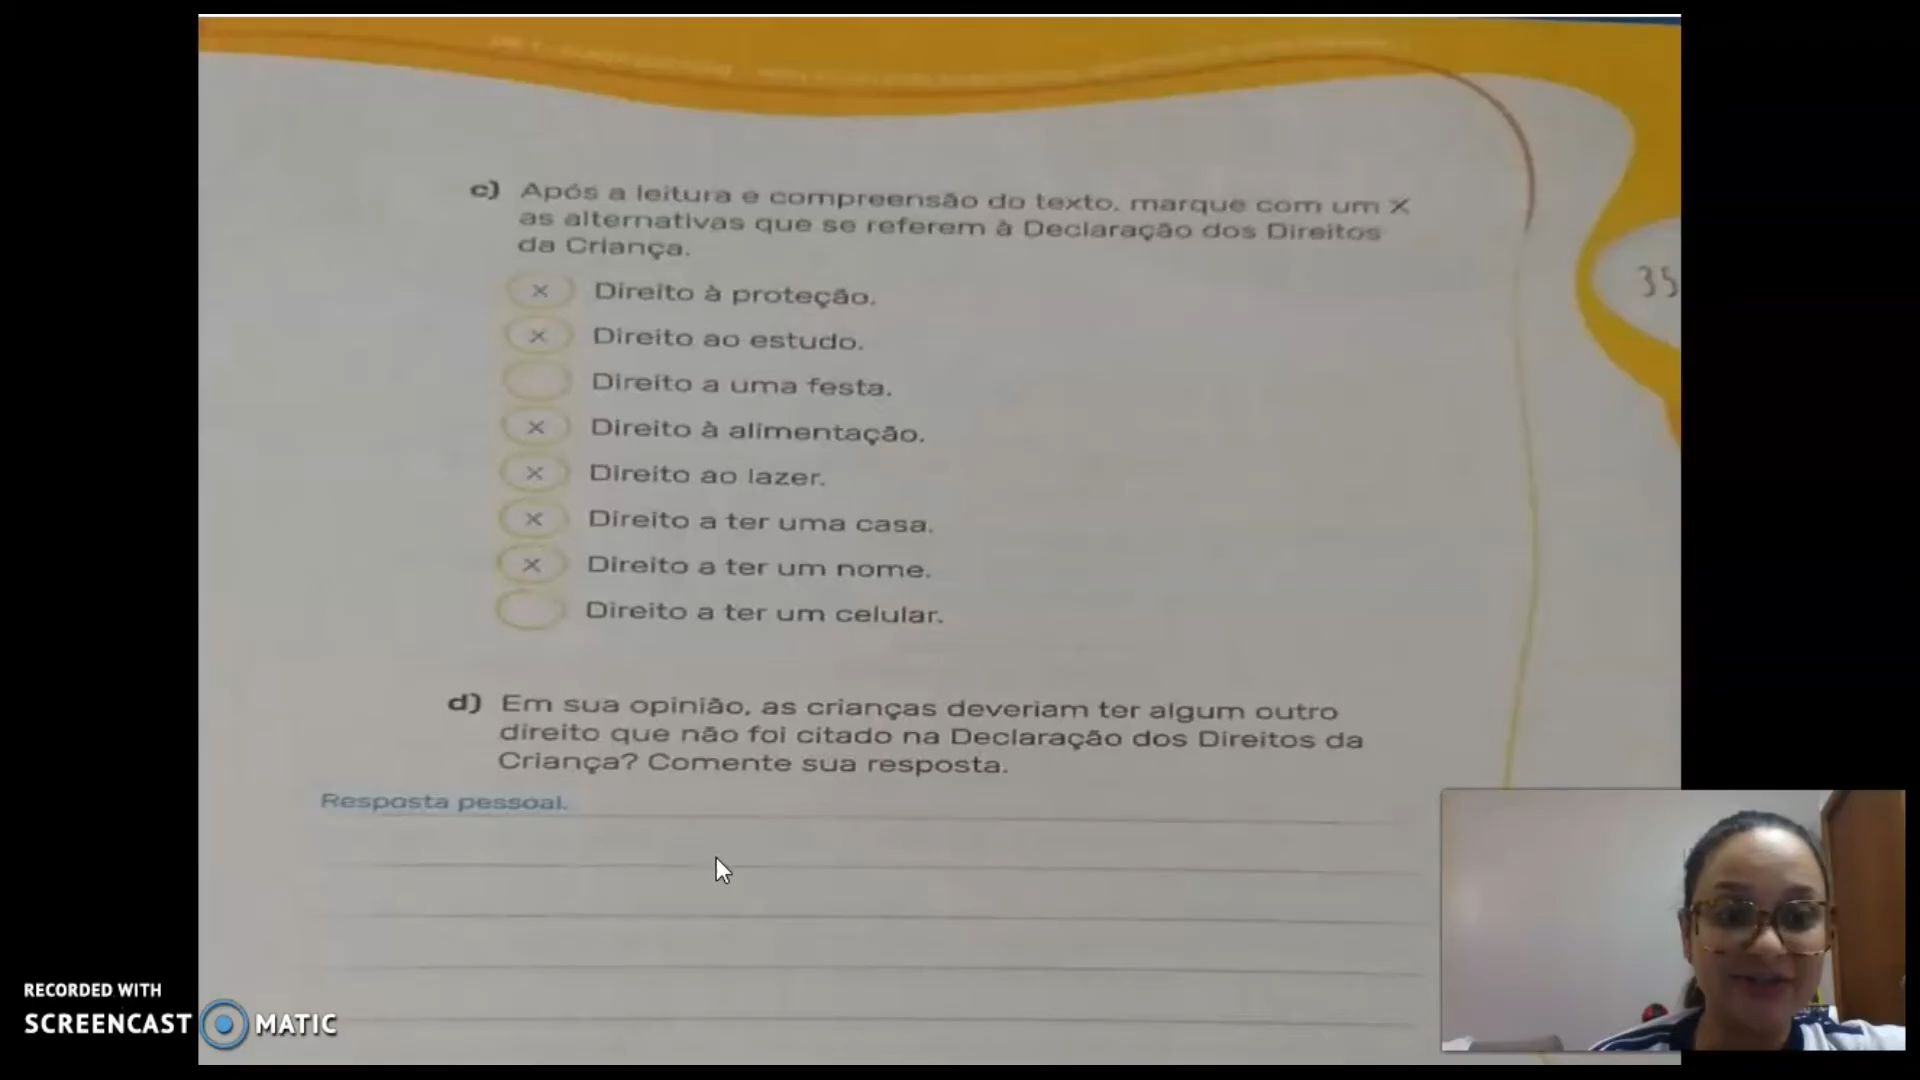 c) Após a leitura e compreensão do texto, marque com um X
as alternativas que se referem à Declaração dos Direitos
da Criança.
x Direito à proteção.
x Direito ao estudo.
Direito a uma festa.
x Direito à alimentação.
x Direito ao lazer.
x Direito a ter uma casa.
x Direito a ter um nome.
Direito a ter um celular.
35
d) Em sua opinião, as crianças deveriam ter algum outro
direito que não foi citado na Declaração dos Direitos da
Criança? Comente sua resposta.
Resposta pessoal.
RECORDED WITH
SCREENCAST MATIC